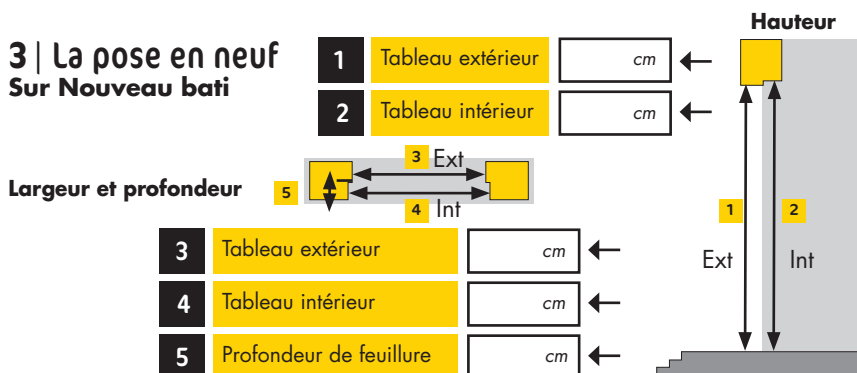 3 | La pose en neuf
Sur Nouveau bati
1 Tableau extérieur cm
2 Tableau intérieur cm
Hauteur
1 2
Ext Int
Largeur et profondeur
3 Ext
5
4 Int
3 Tableau extérieur cm
4 Tableau intérieur cm
5 Profondeur de feuillure cm